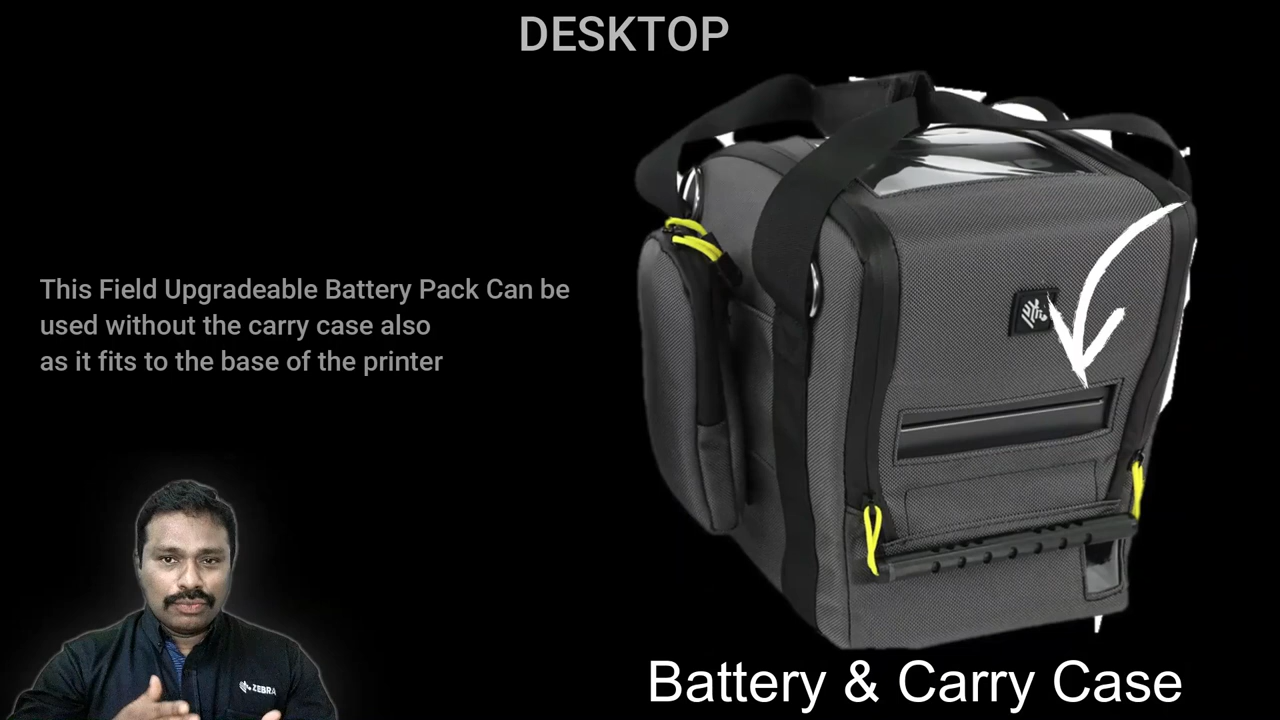 DESKTOP
This Field Upgradeable Battery Pack Can be
used without the carry case also
as it fits to the base of the printer
ZEBRA
Battery & Carry Case